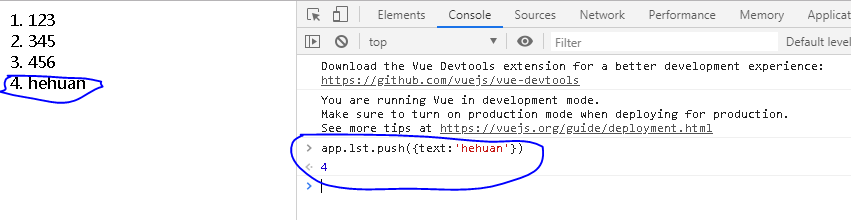 1. 123
2. 345
3. 456
4. hehuan
Elements Console Sources Network Performance Memory Applicati
top Filter Default level
Download the Vue Devtools extension for a better development experience:
https://github.com/vuejs/vue-devtools
You are running Vue in development mode.
Make sure to turn on production mode when deploying for production.
See more tips at https://vuejs.org/guide/deployment.html
> app.lst.push({text:'hehuan'})
< 4
>